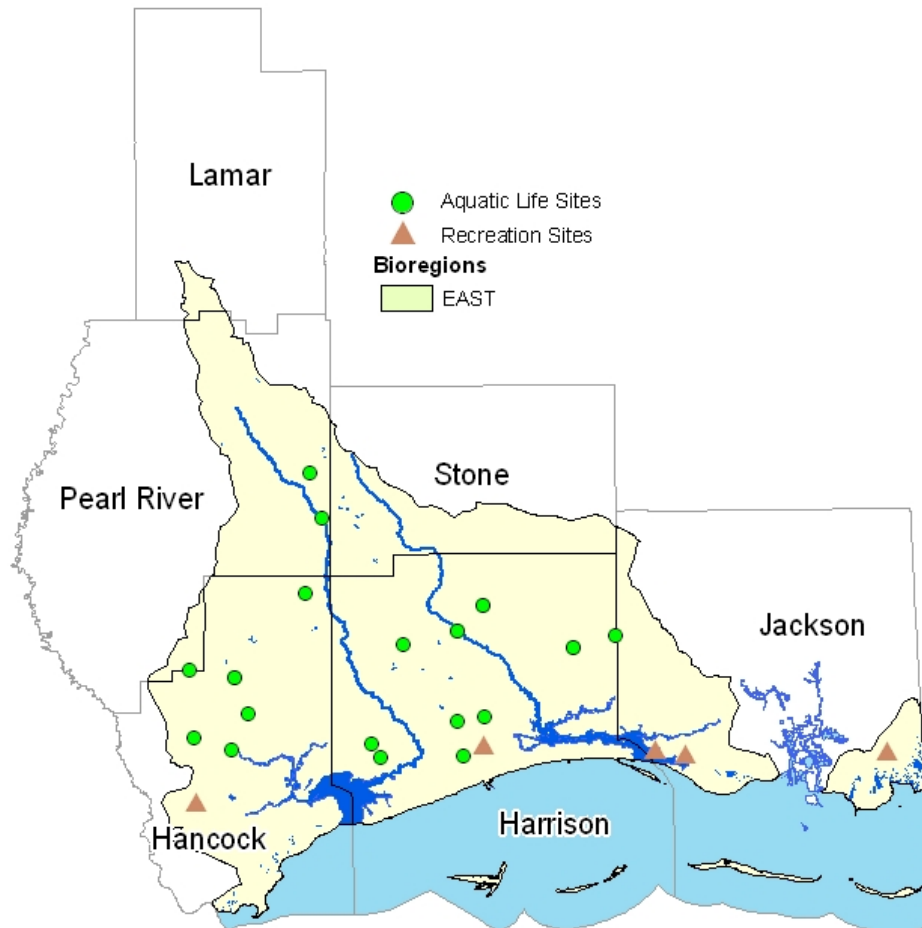 Lamar
Aquatic Life Sites
Recreation Sites
Bioregions
EAST
Stone
Pearl River
Jackson
Harrison
Hancock